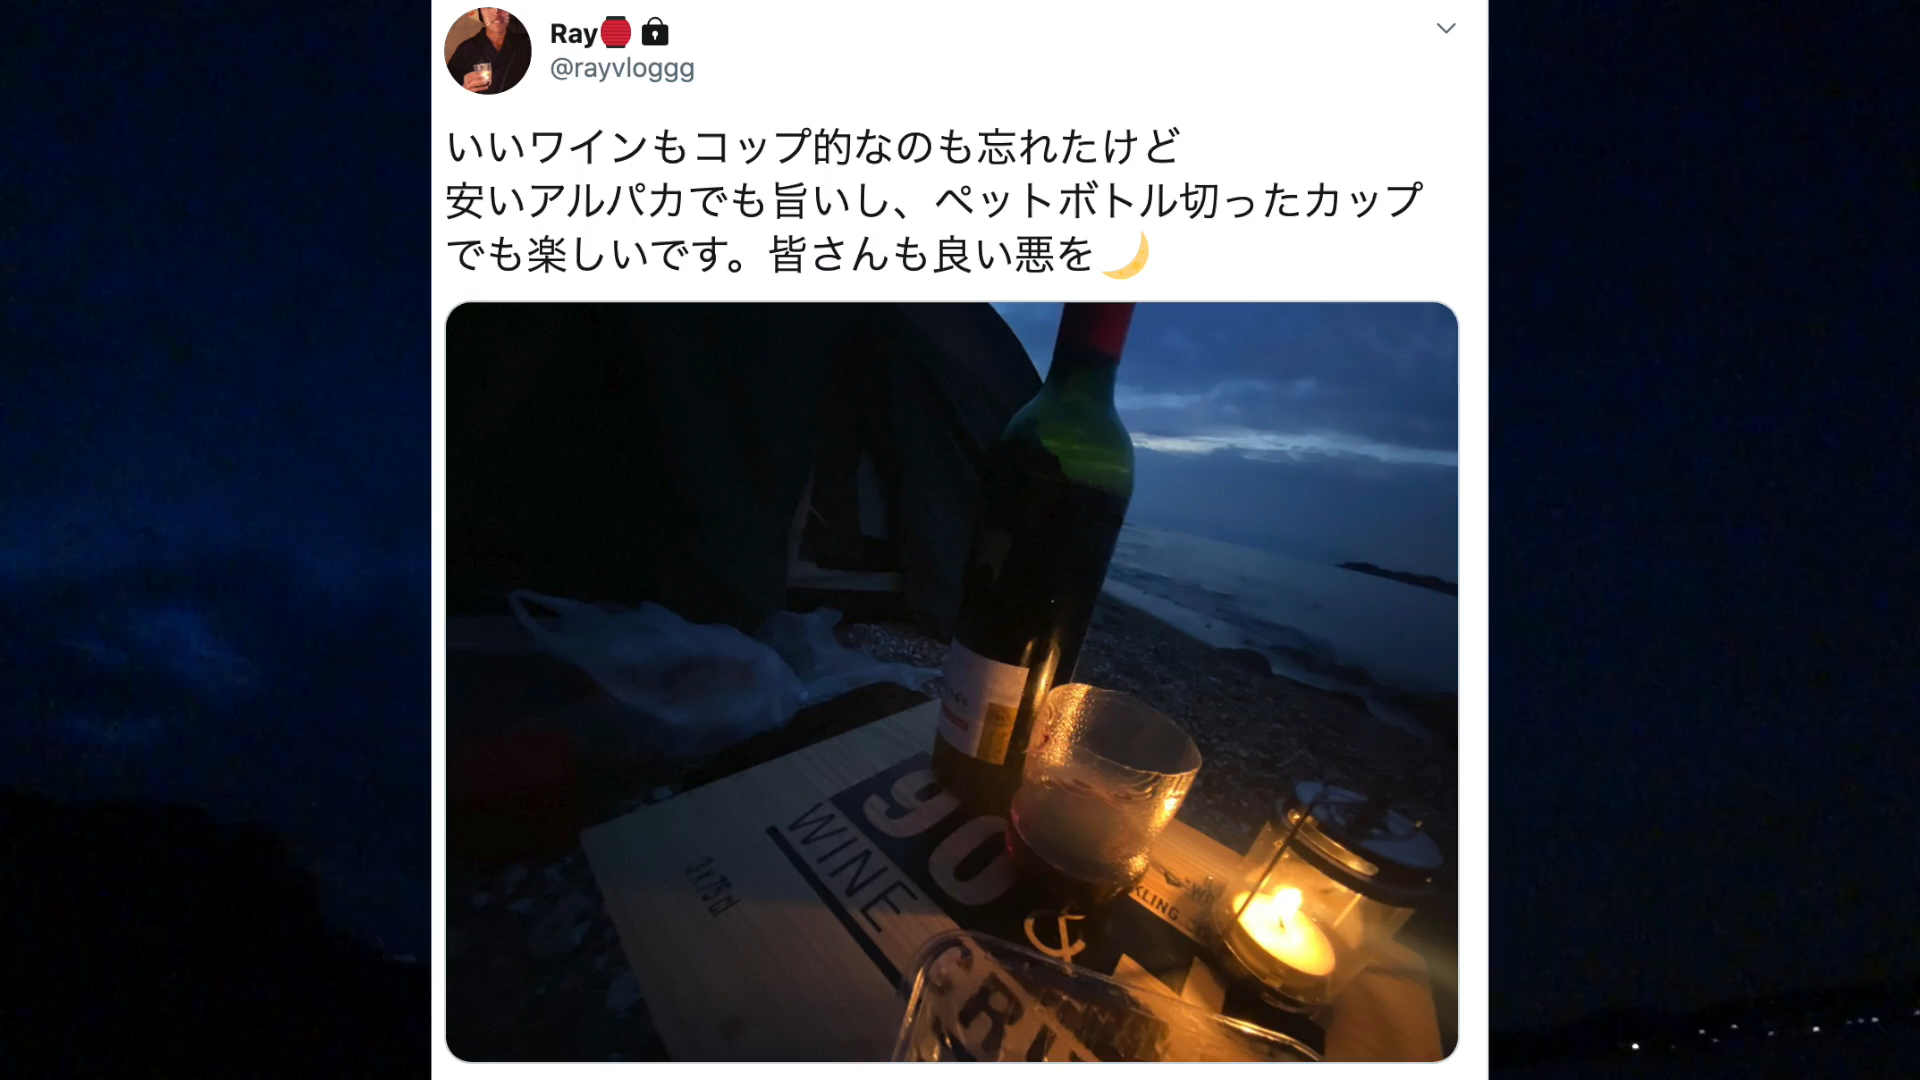 Ray🏮🔒
@rayvloggg
いいワインもコップ的なのも忘れたけど
安いアルパカでも旨いし、ペットボトル切ったカップ
でも楽しいです。皆さんも良い悪を🌙
90
WINE
3x75cl
KLING